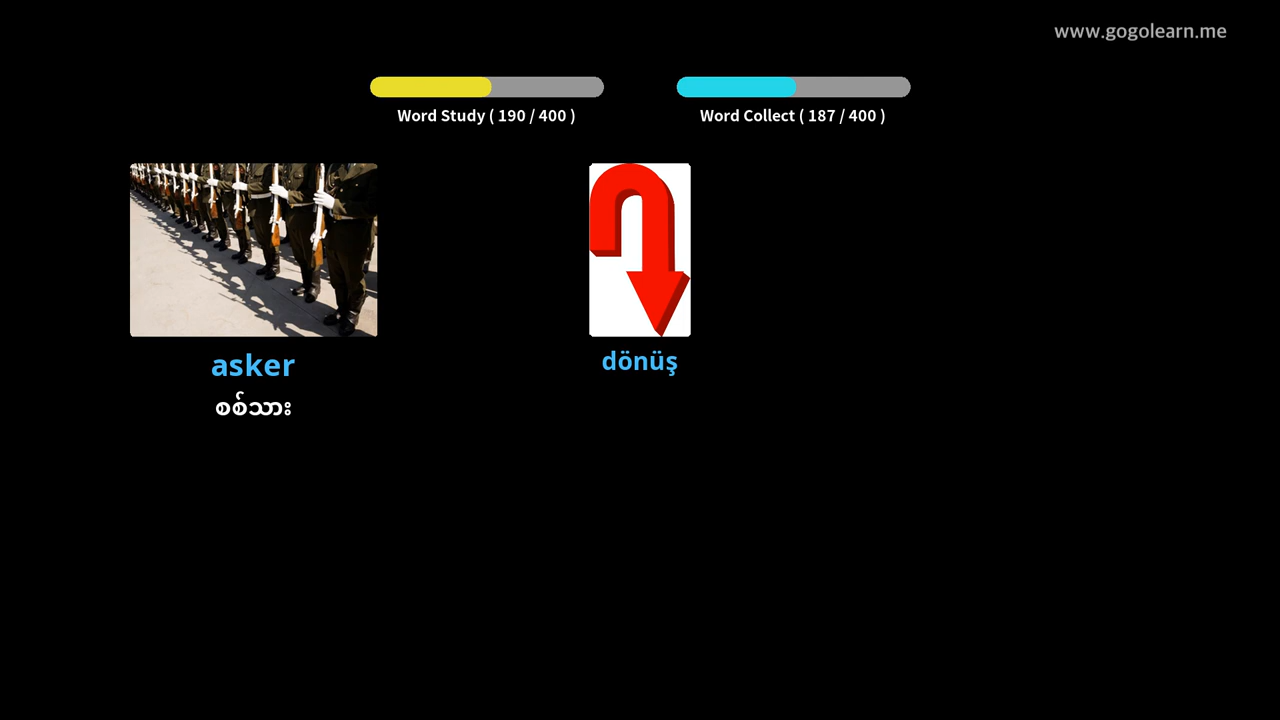 www.gogolearn.me
Word Study ( 190 / 400 )
Word Collect ( 187 / 400 )
asker
စစ်သား
dönüş